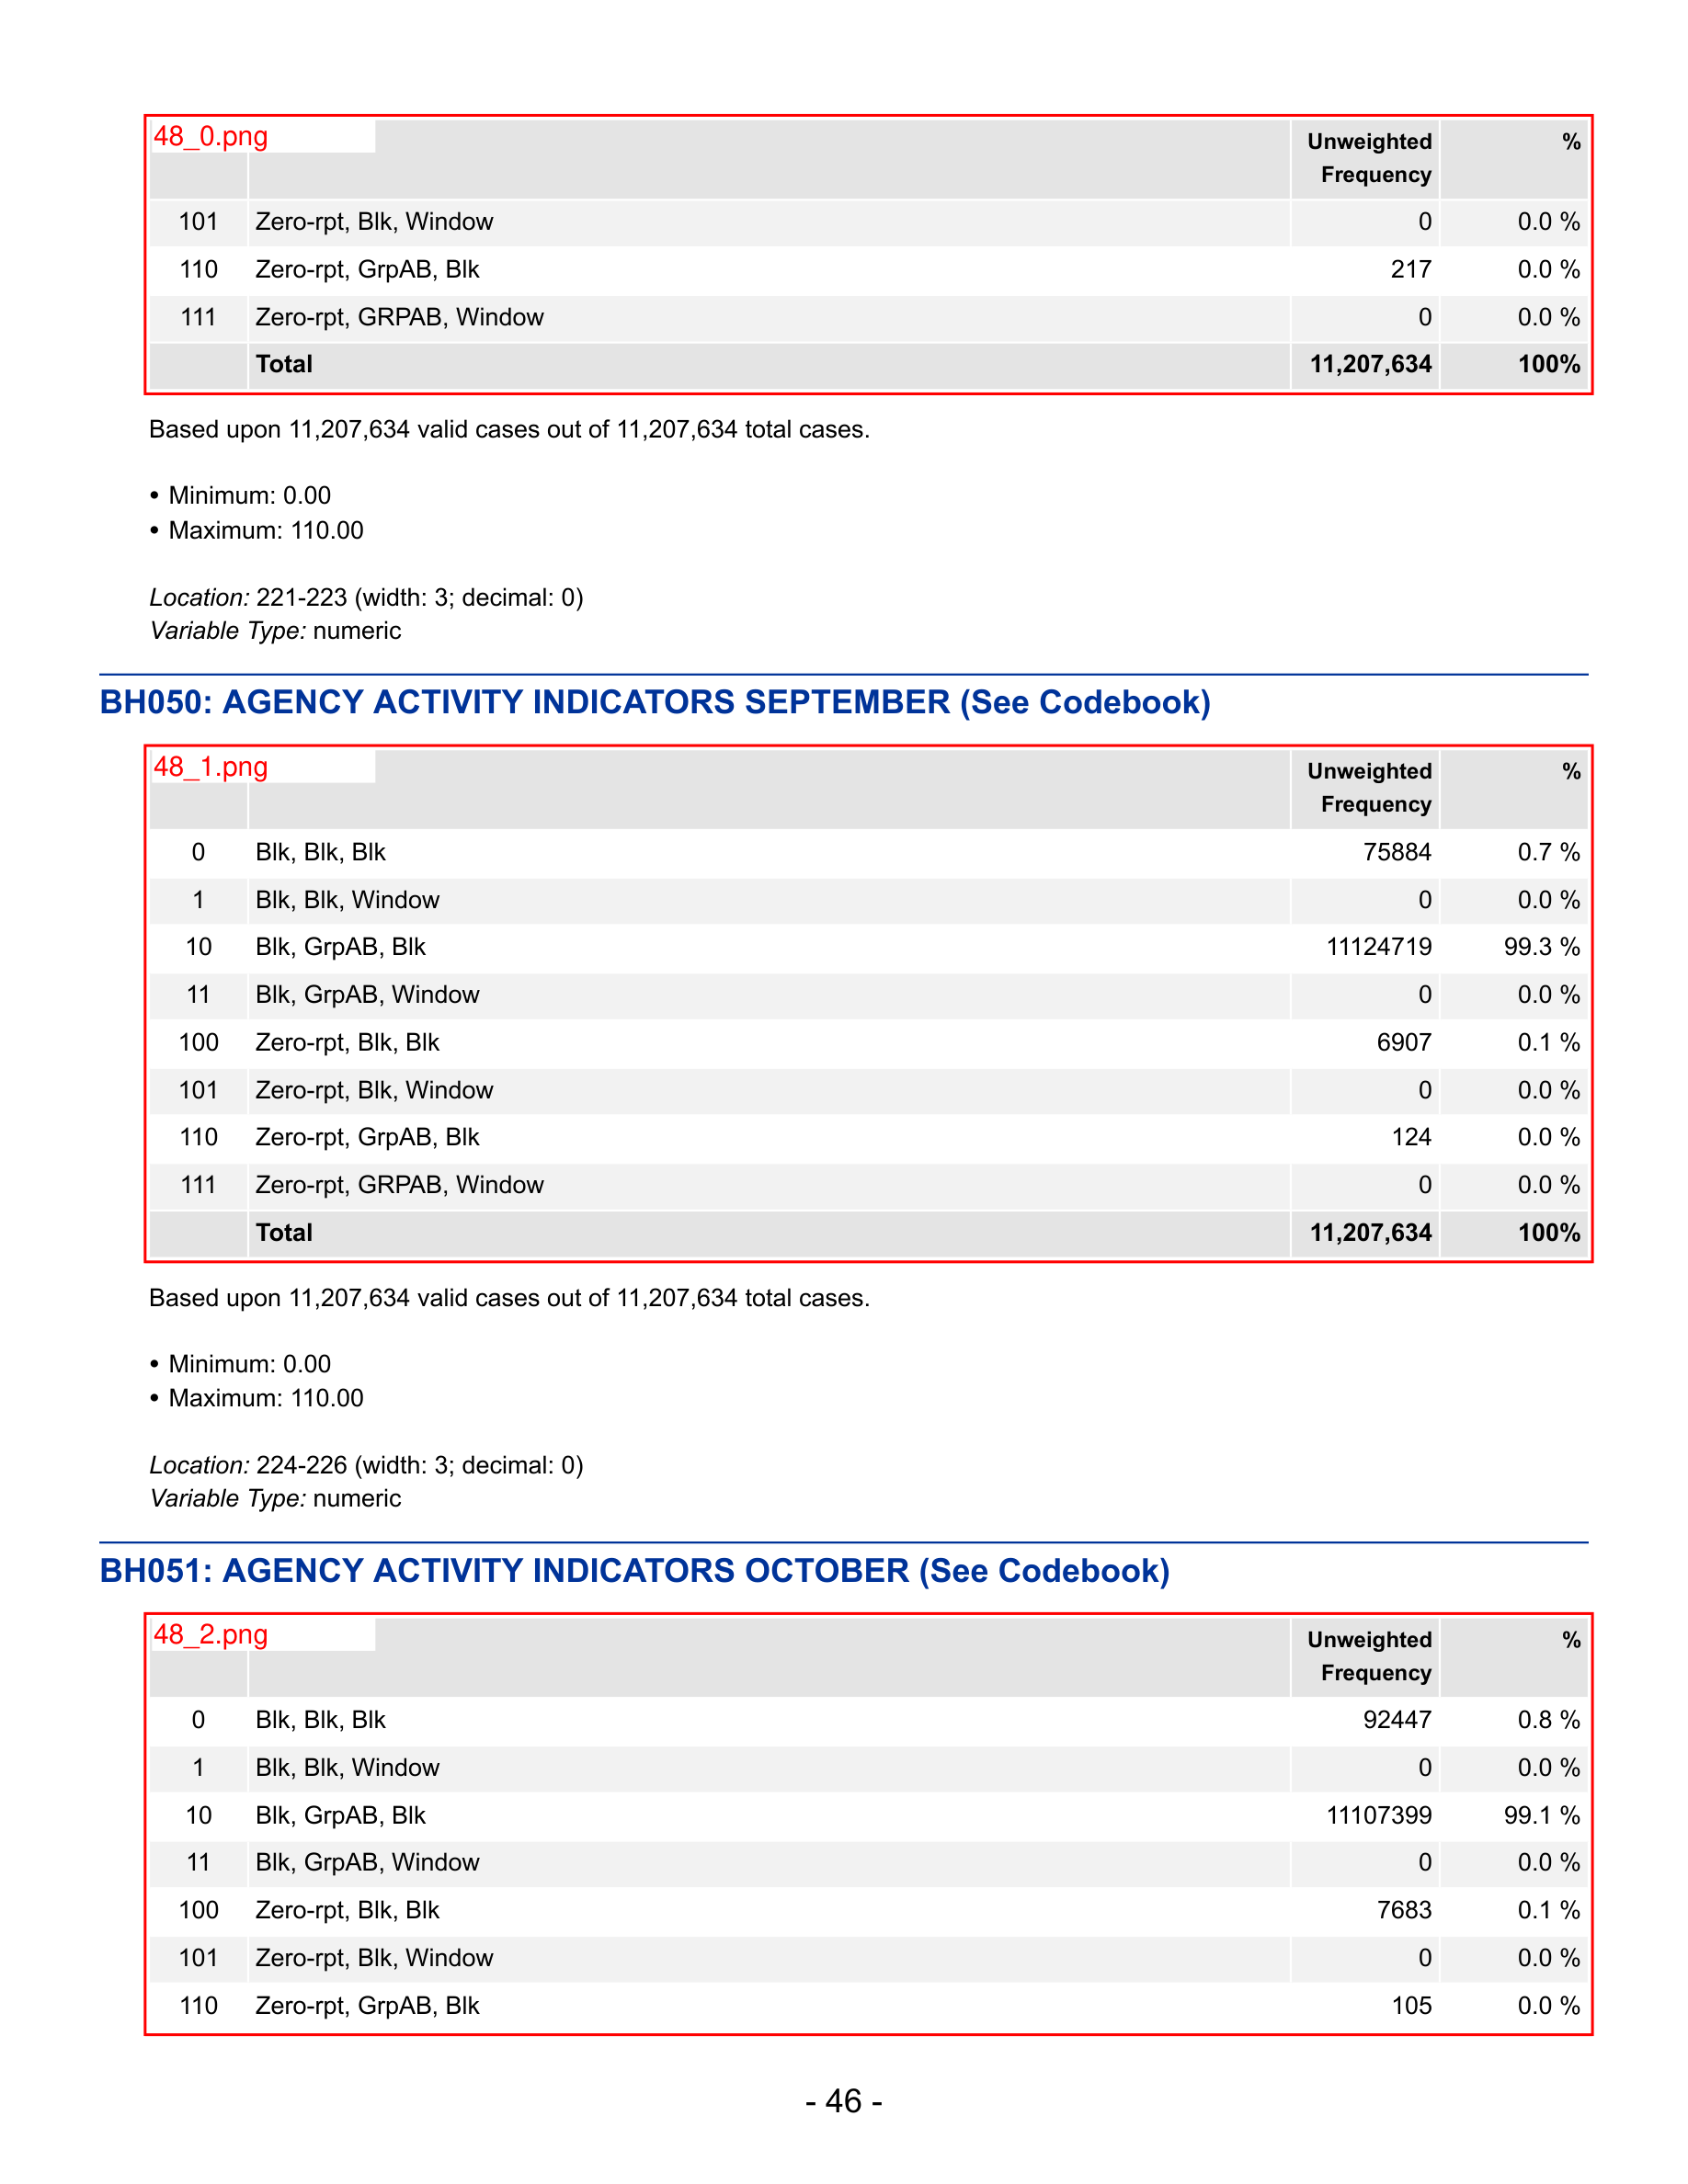 48_0.png
Unweighted Frequency %
101 Zero-rpt, Blk, Window 0 0.0 %
110 Zero-rpt, GrpAB, Blk 217 0.0 %
111 Zero-rpt, GRPAB, Window 0 0.0 %
Total 11,207,634 100%
Based upon 11,207,634 valid cases out of 11,207,634 total cases.
• Minimum: 0.00
• Maximum: 110.00
Location: 221-223 (width: 3; decimal: 0)
Variable Type: numeric
BH050: AGENCY ACTIVITY INDICATORS SEPTEMBER (See Codebook)
48_1.png
Unweighted Frequency %
0 Blk, Blk, Blk 75884 0.7 %
1 Blk, Blk, Window 0 0.0 %
10 Blk, GrpAB, Blk 11124719 99.3 %
11 Blk, GrpAB, Window 0 0.0 %
100 Zero-rpt, Blk, Blk 6907 0.1 %
101 Zero-rpt, Blk, Window 0 0.0 %
110 Zero-rpt, GrpAB, Blk 124 0.0 %
111 Zero-rpt, GRPAB, Window 0 0.0 %
Total 11,207,634 100%
Based upon 11,207,634 valid cases out of 11,207,634 total cases.
• Minimum: 0.00
• Maximum: 110.00
Location: 224-226 (width: 3; decimal: 0)
Variable Type: numeric
BH051: AGENCY ACTIVITY INDICATORS OCTOBER (See Codebook)
48_2.png
Unweighted Frequency %
0 Blk, Blk, Blk 92447 0.8 %
1 Blk, Blk, Window 0 0.0 %
10 Blk, GrpAB, Blk 11107399 99.1 %
11 Blk, GrpAB, Window 0 0.0 %
100 Zero-rpt, Blk, Blk 7683 0.1 %
101 Zero-rpt, Blk, Window 0 0.0 %
110 Zero-rpt, GrpAB, Blk 105 0.0 %
- 46 -